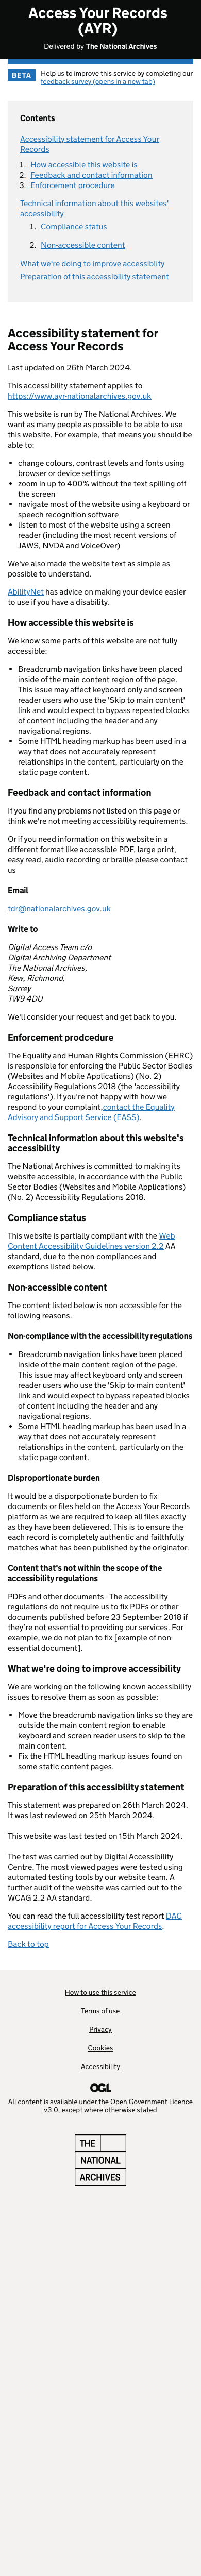 Access Your Records
(AYR)
Delivered by The National Archives
BETA
Help us to improve this service by completing our
feedback survey (opens in a new tab)
Contents
Accessibility statement for Access Your
Records
1. How accessible this website is
2. Feedback and contact information
3. Enforcement procedure
Technical information about this websites'
accessibility
1. Compliance status
2. Non-accessible content
What we're doing to improve accessiblity
Preparation of this accessibility statement
Accessibility statement for
Access Your Records
Last updated on 26th March 2024.
This accessibility statement applies to
https://www.ayr-nationalarchives.gov.uk
This website is run by The National Archives. We
want as many people as possible to be able to use
this website. For example, that means you should be
able to:
• change colours, contrast levels and fonts using
browser or device settings
• zoom in up to 400% without the text spilling off
the screen
• navigate most of the website using a keyboard or
speech recognition software
• listen to most of the website using a screen
reader (including the most recent versions of
JAWS, NVDA and VoiceOver)
We've also made the website text as simple as
possible to understand.
AbilityNet has advice on making your device easier
to use if you have a disability.
How accessible this website is
We know some parts of this website are not fully
accessible:
• Breadcrumb navigation links have been placed
inside of the main content region of the page.
This issue may affect keyboard only and screen
reader users who use the 'Skip to main content'
link and would expect to bypass repeated blocks
of content including the header and any
navigational regions.
• Some HTML heading markup has been used in a
way that does not accurately represent
relationships in the content, particularly on the
static page content.
Feedback and contact information
If you find any problems not listed on this page or
think we're not meeting accessibility requirements.
Or if you need information on this website in a
different format like accessible PDF, large print,
easy read, audio recording or braille please contact
us
Email
tdr@nationalarchives.gov.uk
Write to
Digital Access Team c/o
Digital Archiving Department
The National Archives,
Kew, Richmond,
Surrey
TW9 4DU
We'll consider your request and get back to you.
Enforcement prodcedure
The Equality and Human Rights Commission (EHRC)
is responsible for enforcing the Public Sector Bodies
(Websites and Mobile Applications) (No. 2)
Accessibility Regulations 2018 (the 'accessibility
regulations'). If you're not happy with how we
respond to your complaint,contact the Equality
Advisory and Support Service (EASS).
Technical information about this website's
accessibility
The National Archives is committed to making its
website accessible, in accordance with the Public
Sector Bodies (Websites and Mobile Applications)
(No. 2) Accessibility Regulations 2018.
Compliance status
This website is partially compliant with the Web
Content Accessibility Guidelines version 2.2 AA
standard, due to the non-compliances and
exemptions listed below.
Non-accessible content
The content listed below is non-accessible for the
following reasons.
Non-compliance with the accessibility regulations
• Breadcrumb navigation links have been placed
inside of the main content region of the page.
This issue may affect keyboard only and screen
reader users who use the 'Skip to main content'
link and would expect to bypass repeated blocks
of content including the header and any
navigational regions.
• Some HTML heading markup has been used in a
way that does not accurately represent
relationships in the content, particularly on the
static page content.
Disproportionate burden
It would be a disproportionate burden to fix
documents or files held on the Access Your Records
platform as we are required to keep all files exactly
as they have been delievered. This is to ensure the
each record is completely authentic and faithfully
matches what has been published by the originator.
Content that's not within the scope of the
accessibility regulations
PDFs and other documents - The accessibility
regulations do not require us to fix PDFs or other
documents published before 23 September 2018 if
they're not essential to providing our services. For
example, we do not plan to fix [example of non-
essential document].
What we're doing to improve accessibility
We are working on the following known accessibility
issues to resolve them as soon as possible:
• Move the breadcrumb navigation links so they are
outside the main content region to enable
keyboard and screen reader users to skip to the
main content.
• Fix the HTML heading markup issues found on
some static content pages.
Preparation of this accessibility statement
This statement was prepared on 26th March 2024.
It was last reviewed on 25th March 2024.
This website was last tested on 15th March 2024.
The test was carried out by Digital Accessibility
Centre. The most viewed pages were tested using
automated testing tools by our website team. A
further audit of the website was carried out to the
WCAG 2.2 AA standard.
You can read the full accessibility test report DAC
accessibility report for Access Your Records.
Back to top
How to use this service
Terms of use
Privacy
Cookies
Accessibility
OGL
All content is available under the Open Government Licence
v3.0, except where otherwise stated
THE
NATIONAL
ARCHIVES